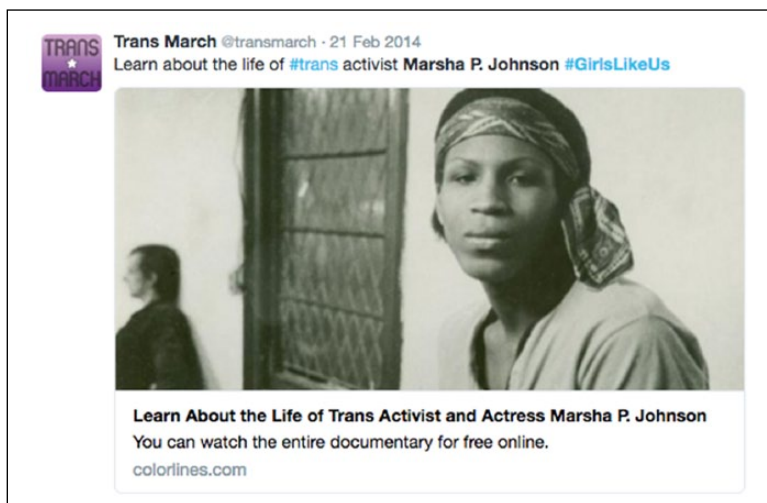 TRANS
MARCH
Trans March @transmarch · 21 Feb 2014
Learn about the life of #trans activist Marsha P. Johnson #GirlsLikeUs
Learn About the Life of Trans Activist and Actress Marsha P. Johnson
You can watch the entire documentary for free online.
colorlines.com